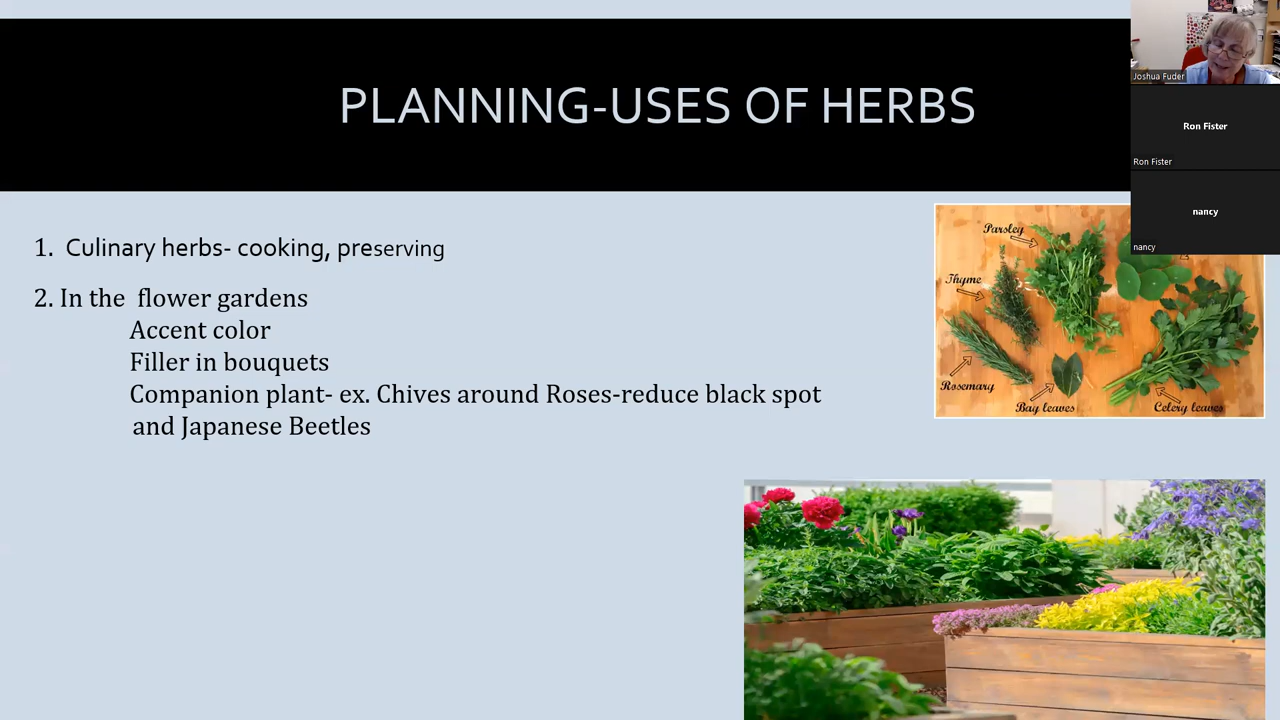 PLANNING-USES OF HERBS
Joshua Fuder
Ron Fister
Ron Fister
nancy
nancy
1. Culinary herbs- cooking, preserving
2. In the flower gardens
Accent color
Filler in bouquets
Companion plant- ex. Chives around Roses-reduce black spot
and Japanese Beetles
Parsley
Thyme
Rosemary
Bay leaves
Celery leaves